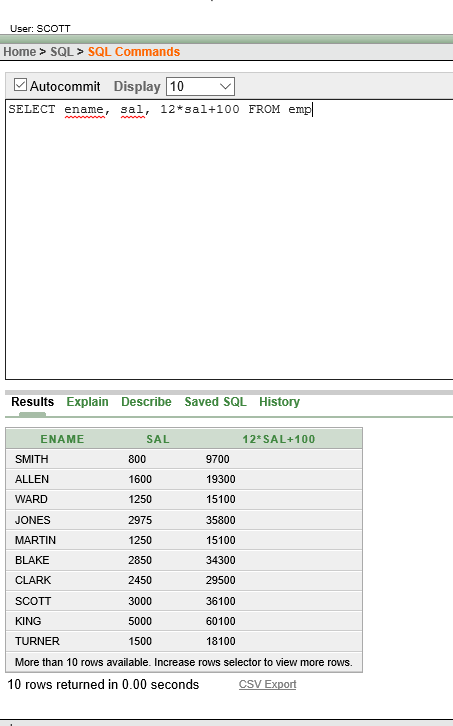 User: SCOTT
Home > SQL > SQL Commands
Autocommit Display 10
SELECT ename, sal, 12*sal+100 FROM emp
Results Explain Describe Saved SQL History
ENAME SAL 12*SAL+100
SMITH 800 9700
ALLEN 1600 19300
WARD 1250 15100
JONES 2975 35800
MARTIN 1250 15100
BLAKE 2850 34300
CLARK 2450 29500
SCOTT 3000 36100
KING 5000 60100
TURNER 1500 18100
More than 10 rows available. Increase rows selector to view more rows.
10 rows returned in 0.00 seconds CSV Export